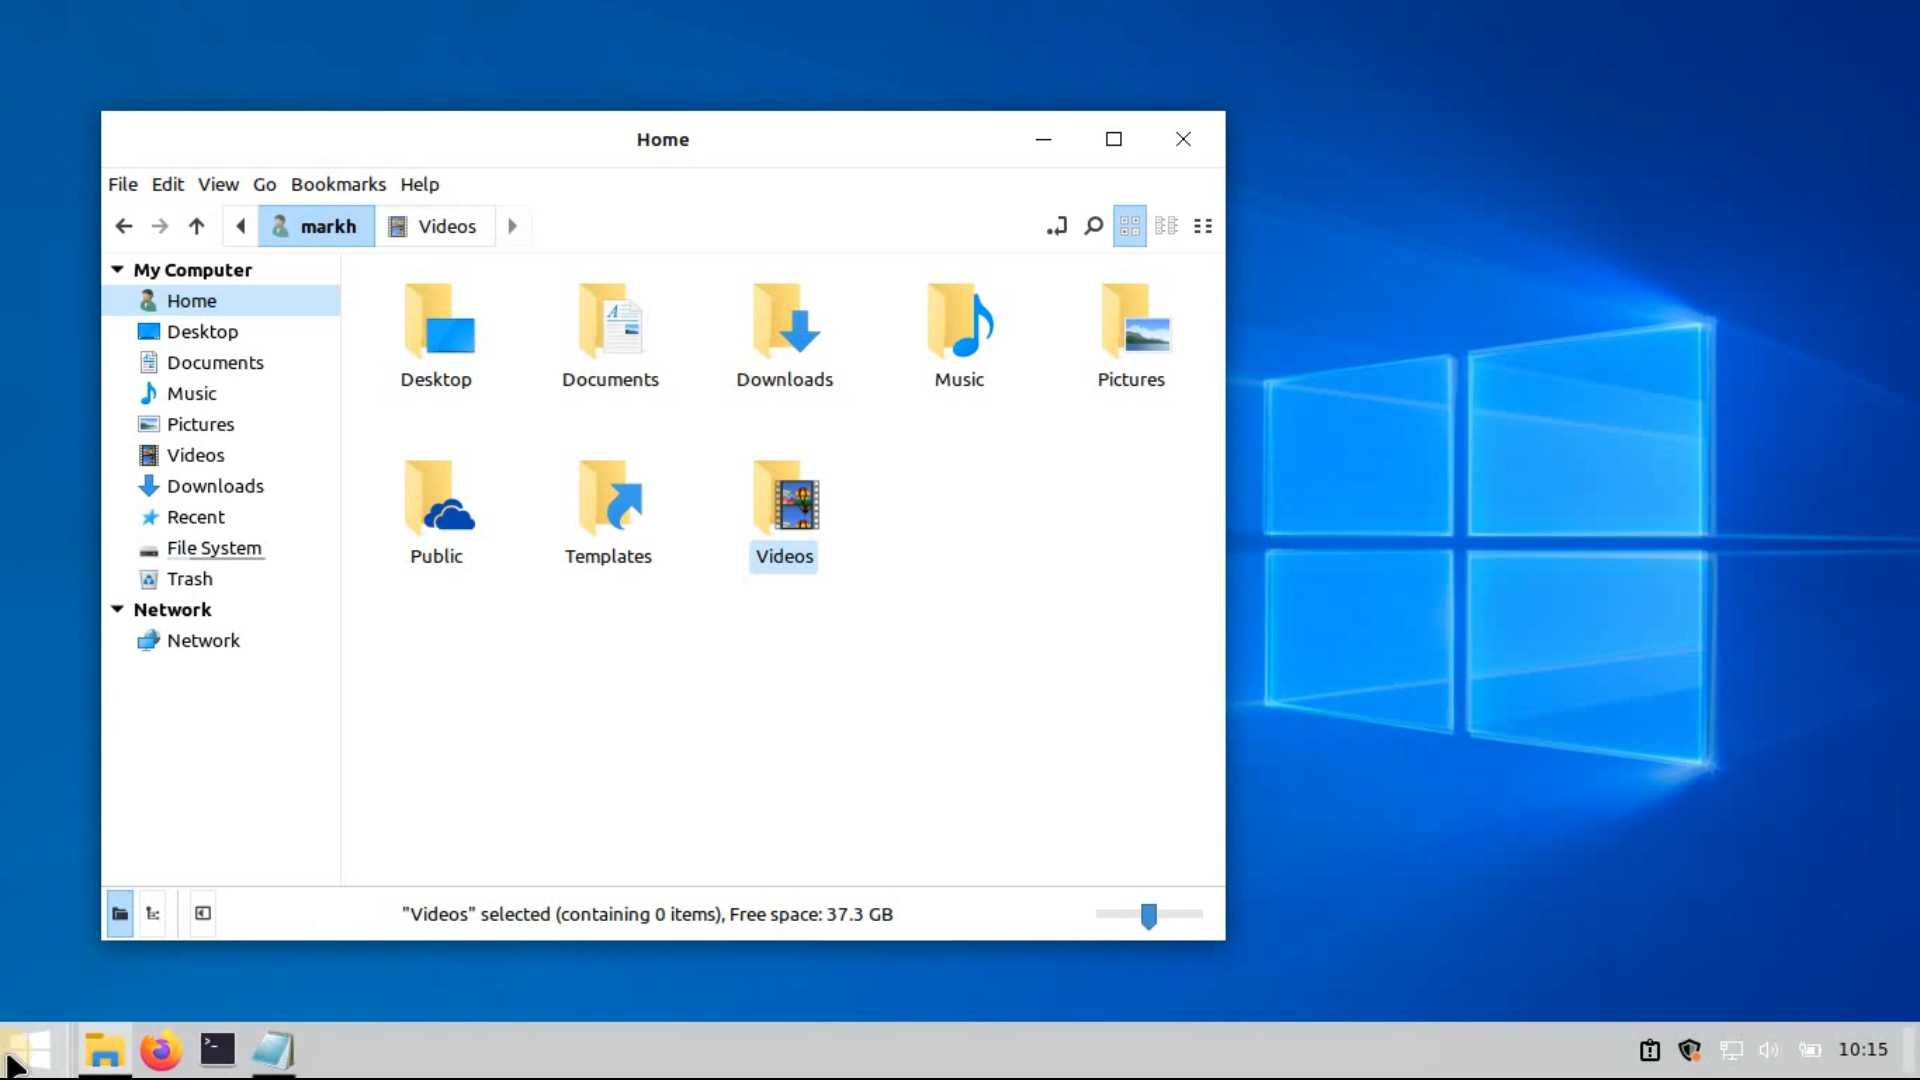 Home
File Edit View Go Bookmarks Help
markh Videos
My Computer
Home
Desktop
Documents
Music
Pictures
Videos
Downloads
Recent
File System
Trash
Network
Network
Desktop Documents Downloads Music Pictures
Public Templates Videos
"Videos" selected (containing 0 items), Free space: 37.3 GB
10:15